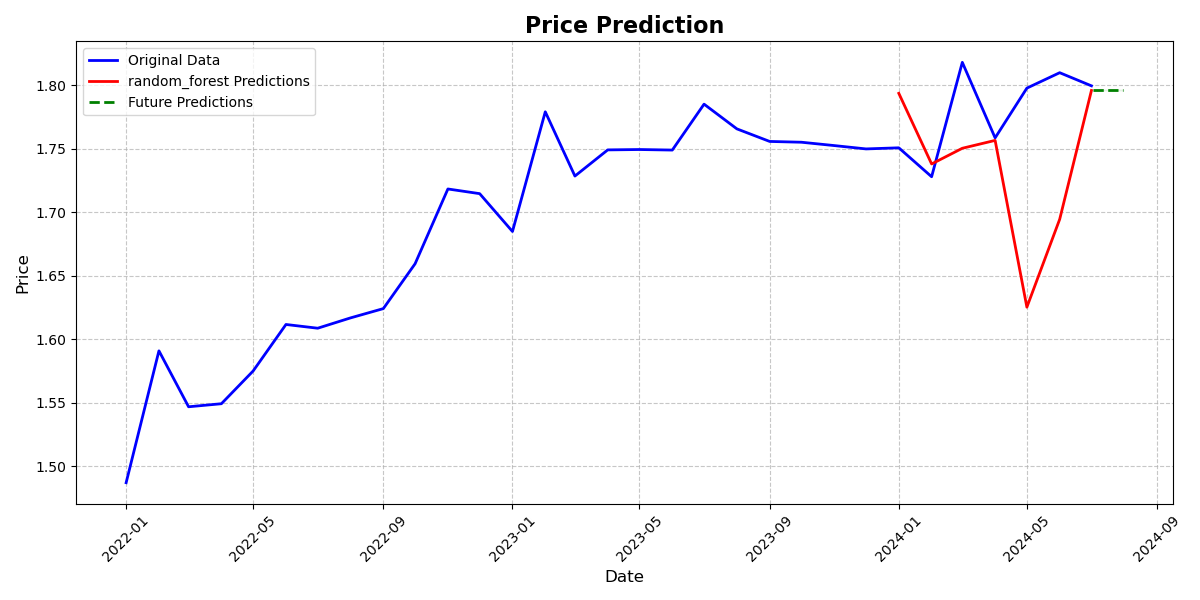 Price Prediction
Original Data
random_forest Predictions
Future Predictions
Price
1.80
1.75
1.70
1.65
1.60
1.55
1.50
2022-01
2022-05
2022-09
2023-01
2023-05
2023-09
2024-01
2024-05
2024-09
Date